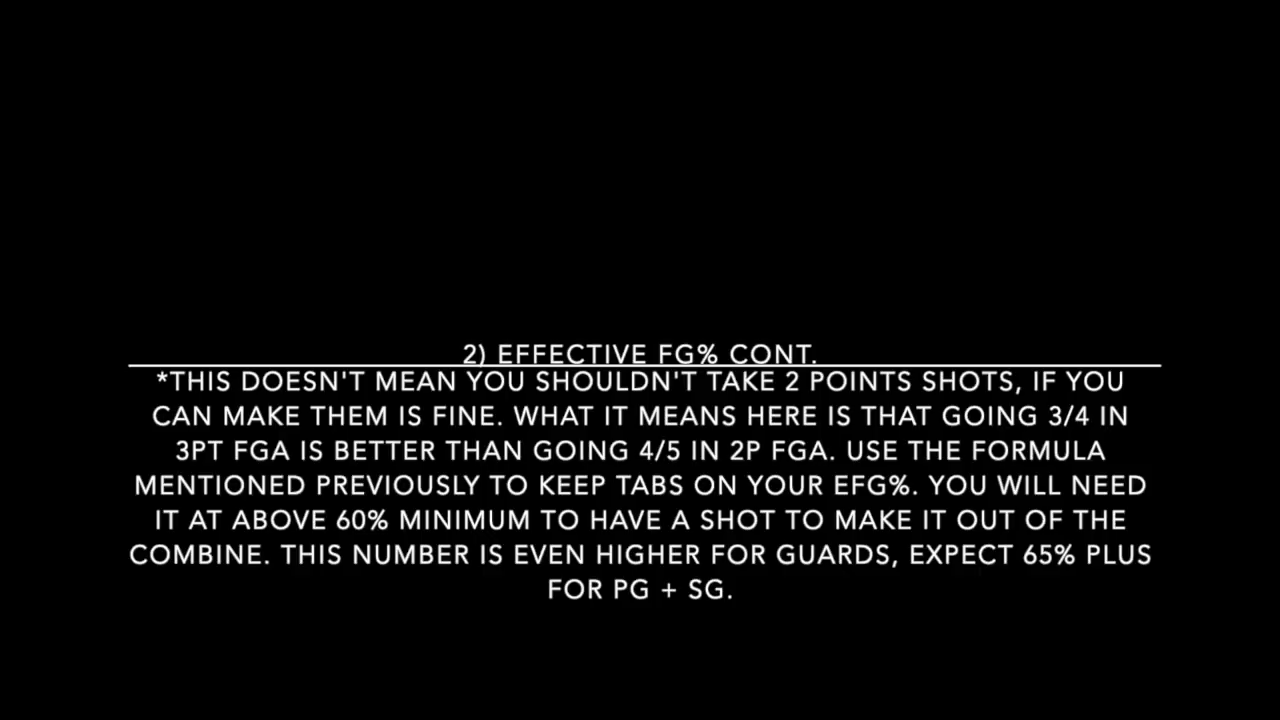 2) EFFECTIVE FG% CONT.
*THIS DOESN'T MEAN YOU SHOULDN'T TAKE 2 POINTS SHOTS, IF YOU
CAN MAKE THEM IS FINE. WHAT IT MEANS HERE IS THAT GOING 3/4 IN
3PT FGA IS BETTER THAN GOING 4/5 IN 2P FGA. USE THE FORMULA
MENTIONED PREVIOUSLY TO KEEP TABS ON YOUR EFG%. YOU WILL NEED
IT AT ABOVE 60% MINIMUM TO HAVE A SHOT TO MAKE IT OUT OF THE
COMBINE. THIS NUMBER IS EVEN HIGHER FOR GUARDS, EXPECT 65% PLUS
FOR PG + SG.